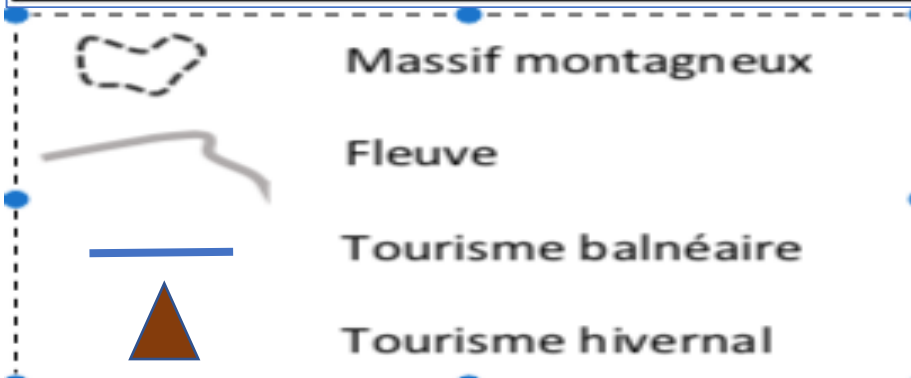 Massif montagneux
Fleuve
Tourisme balnéaire
Tourisme hivernal